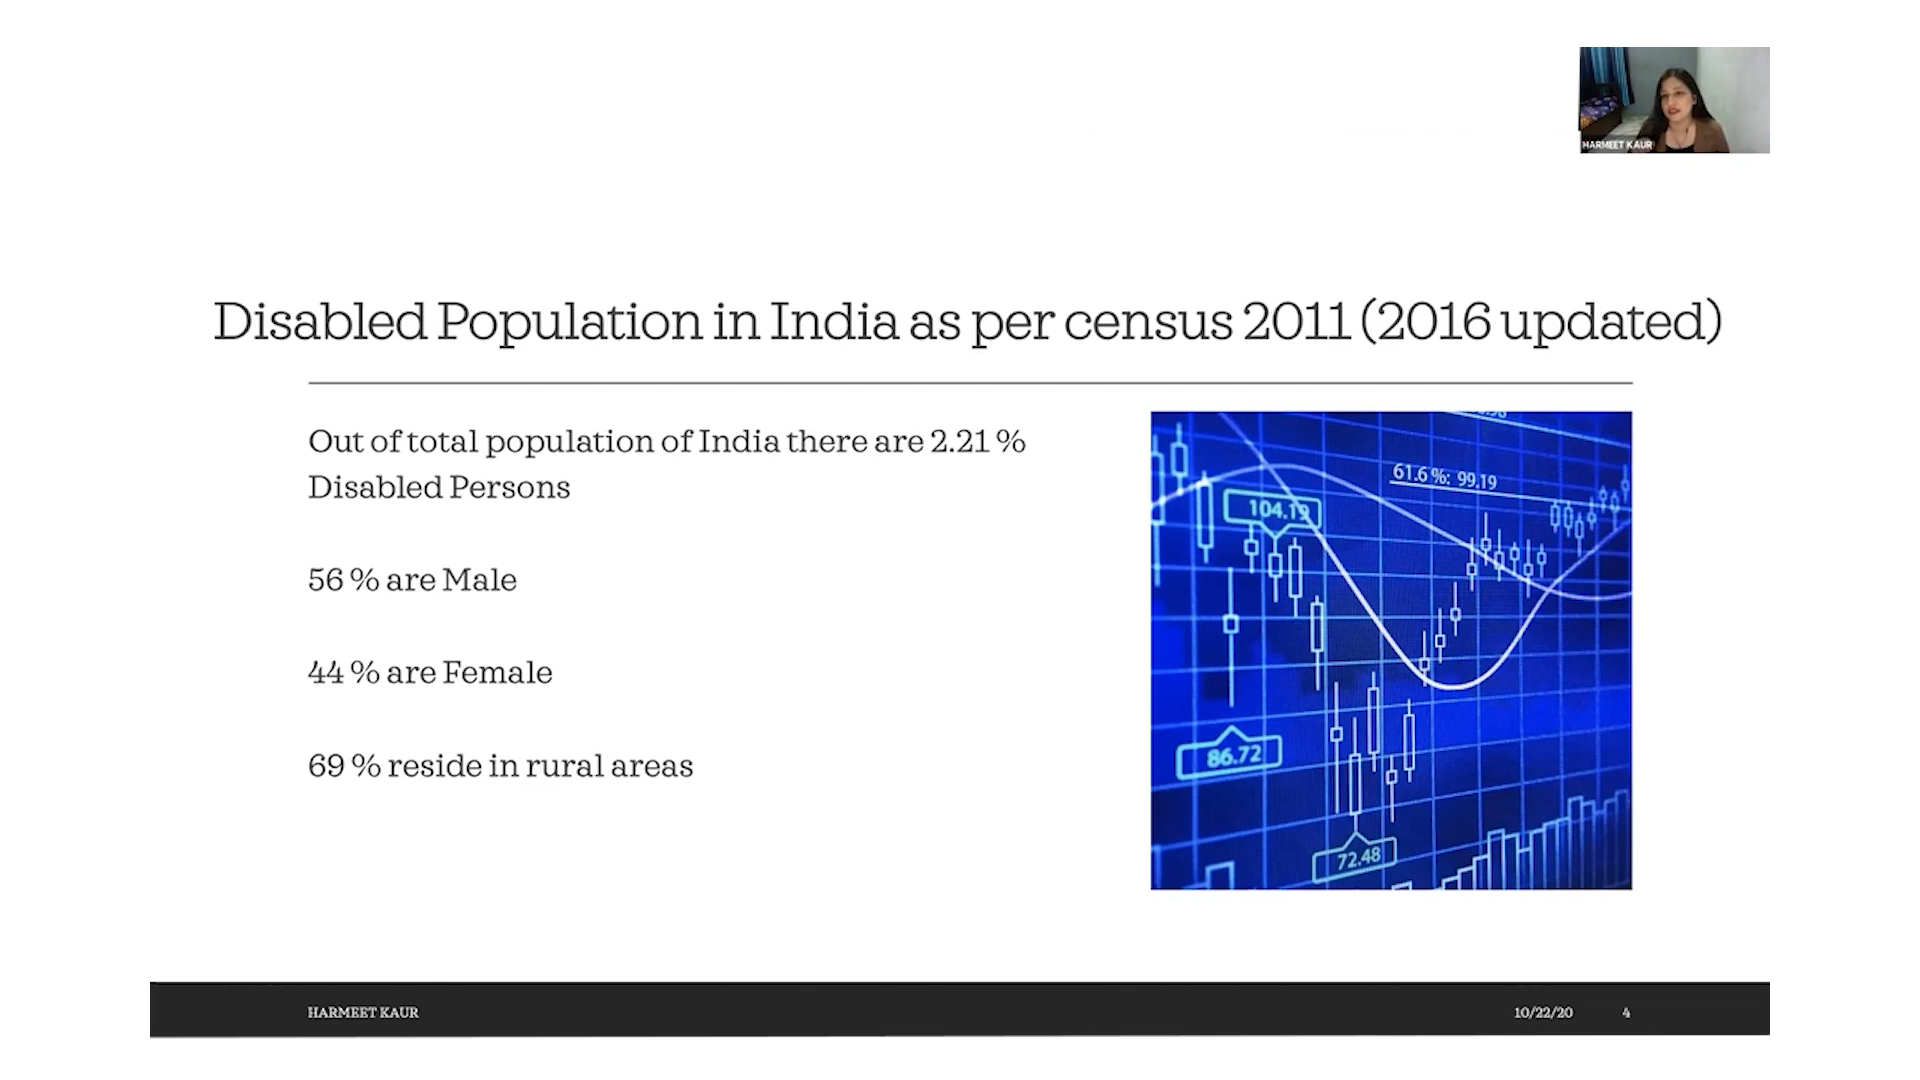 HARMEET KAUR
Disabled Population in India as per census 2011 (2016 updated)
Out of total population of India there are 2.21 %
Disabled Persons
56 % are Male
44 % are Female
69 % reside in rural areas
61.6 %: 99.19
104.19
86.72
72.48
HARMEET KAUR
10/22/20
4